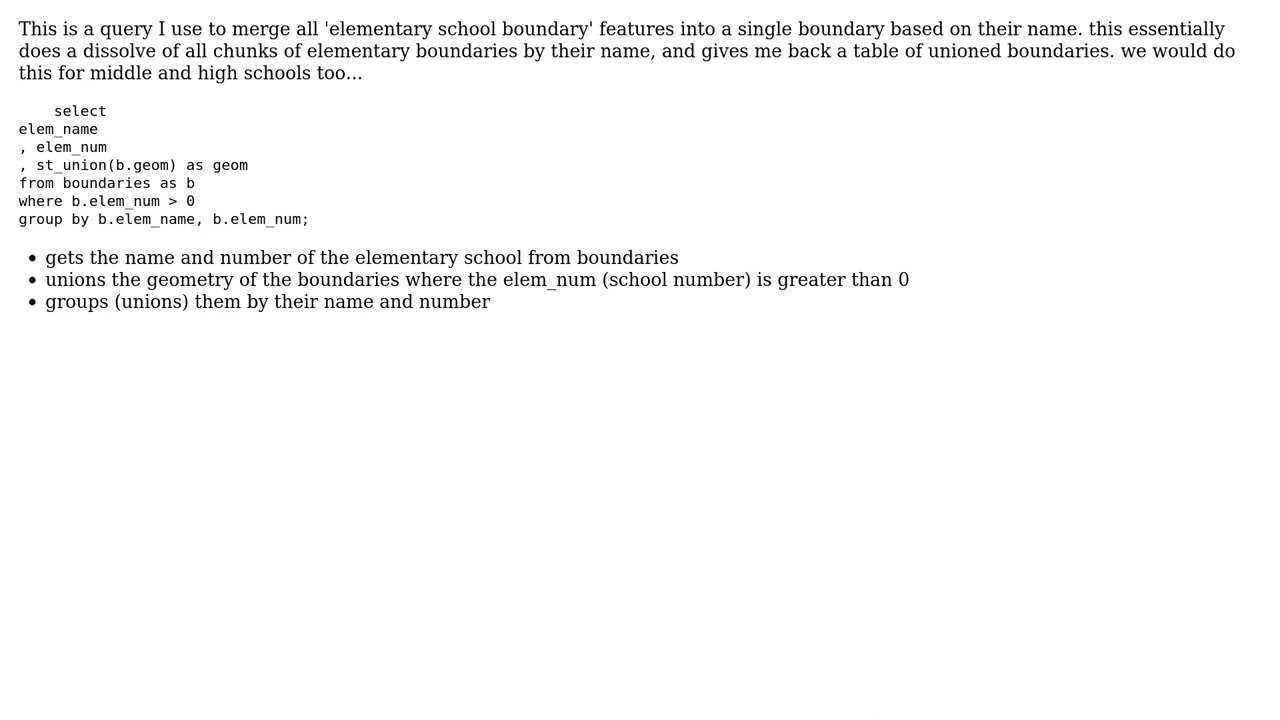 This is a query I use to merge all 'elementary school boundary' features into a single boundary based on their name. this essentially
does a dissolve of all chunks of elementary boundaries by their name, and gives me back a table of unioned boundaries. we would do
this for middle and high schools too...
select
elem_name
, elem_num
, st_union(b.geom) as geom
from boundaries as b
where b.elem_num > 0
group by b.elem_name, b.elem_num;
• gets the name and number of the elementary school from boundaries
• unions the geometry of the boundaries where the elem_num (school number) is greater than 0
• groups (unions) them by their name and number